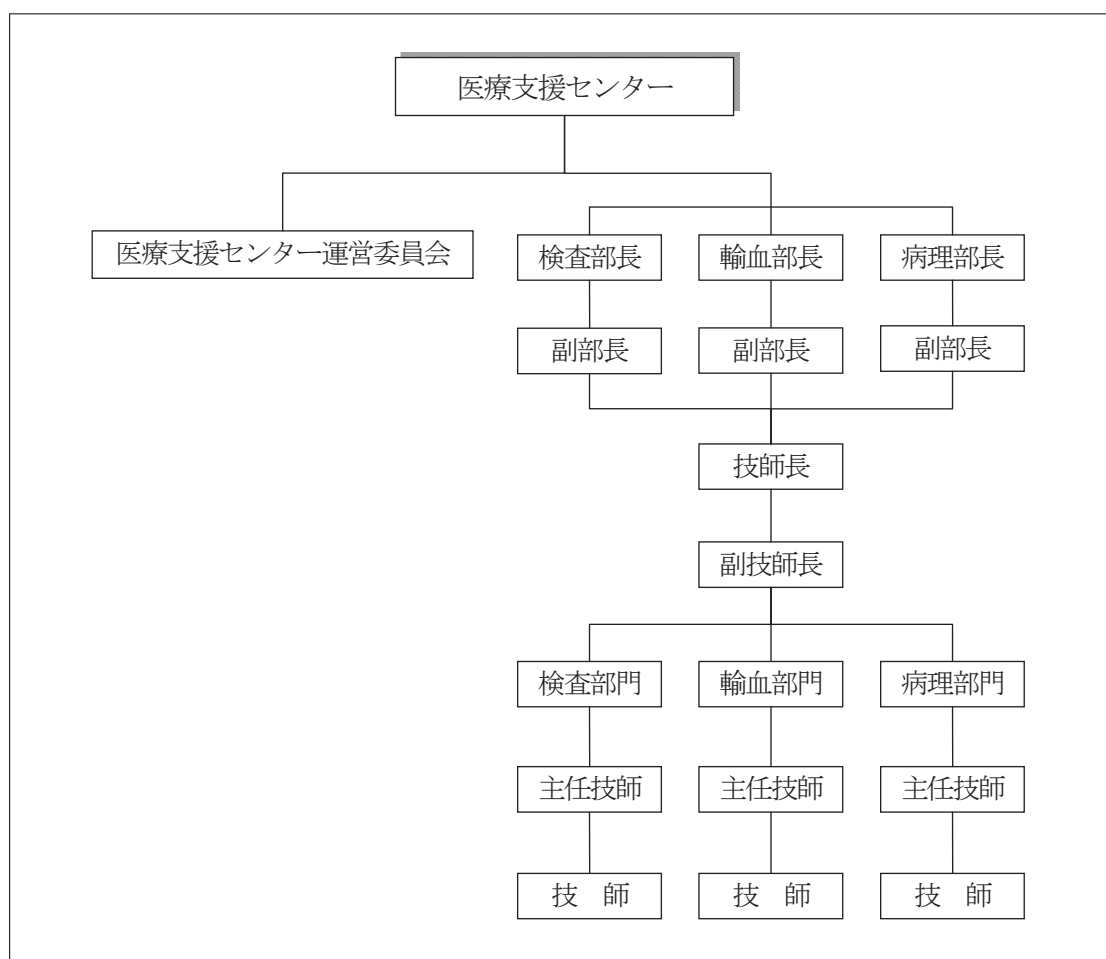 医療支援センター
医療支援センター運営委員会
検査部長
輸血部長
病理部長
副部長
副部長
副部長
技師長
副技師長
検査部門
輸血部門
病理部門
主任技師
主任技師
主任技師
技　師
技　師
技　師